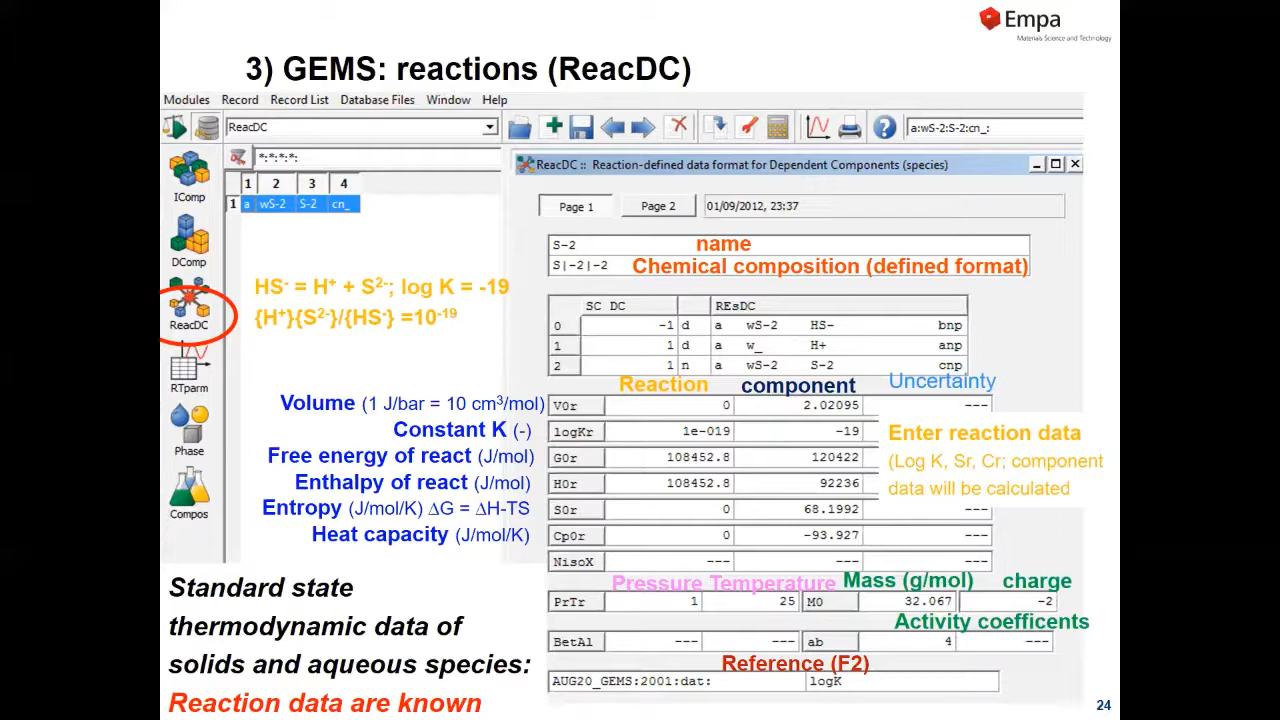 Empa
Materials Science and Technology
3) GEMS: reactions (ReacDC)
Modules Record Record List Database Files Window Help
ReacDC
a:wS-2:S-2:cn_:
*:*:*:*:
ReacDC :: Reaction-defined data format for Dependent Components (species)
IComp
1 2 3 4
1 a wS-2 S-2 cn_
Page 1 Page 2 01/09/2012, 23:37
DComp
S-2 name
S|-2|-2 Chemical composition (defined format)
HS- = H+ + S2-; log K = -19
{H+}{S2-}/{HS-} =10-19
ReacDC
SC DC REsDC
0 -1 d a wS-2 HS- bnp
1 1 d a w_ H+ anp
2 1 n a wS-2 S-2 cnp
RTparm
Reaction component Uncertainty
Volume (1 J/bar = 10 cm3/mol) V0r 0 2.02095 ---
Constant K (-) logKr 1e-019 -19
Enter reaction data
(Log K, Sr, Cr; component
data will be calculated
Phase
Free energy of react (J/mol) G0r 108452.8 120422
Enthalpy of react (J/mol) H0r 108452.8 92236
Entropy (J/mol/K) ∆G = ∆H-TS S0r 0 68.1992 ---
Compos
Heat capacity (J/mol/K) Cp0r 0 -93.927 ---
NisoX --- --- ---
Pressure Temperature Mass (g/mol) charge
PrTr 1 25 M0 32.067 -2
Activity coefficents
BetAl --- --- ab 4 ---
Reference (F2)
AUG20_GEMS:2001:dat: logK
Standard state
thermodynamic data of
solids and aqueous species:
Reaction data are known
24